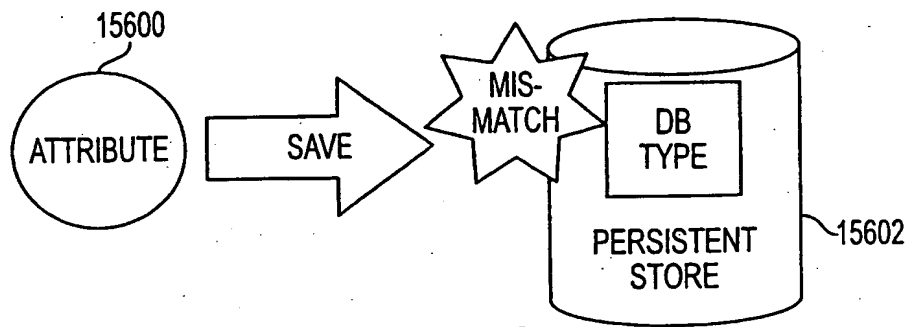 15600
ATTRIBUTE
SAVE
MIS-
MATCH
DB
TYPE
PERSISTENT
STORE
15602